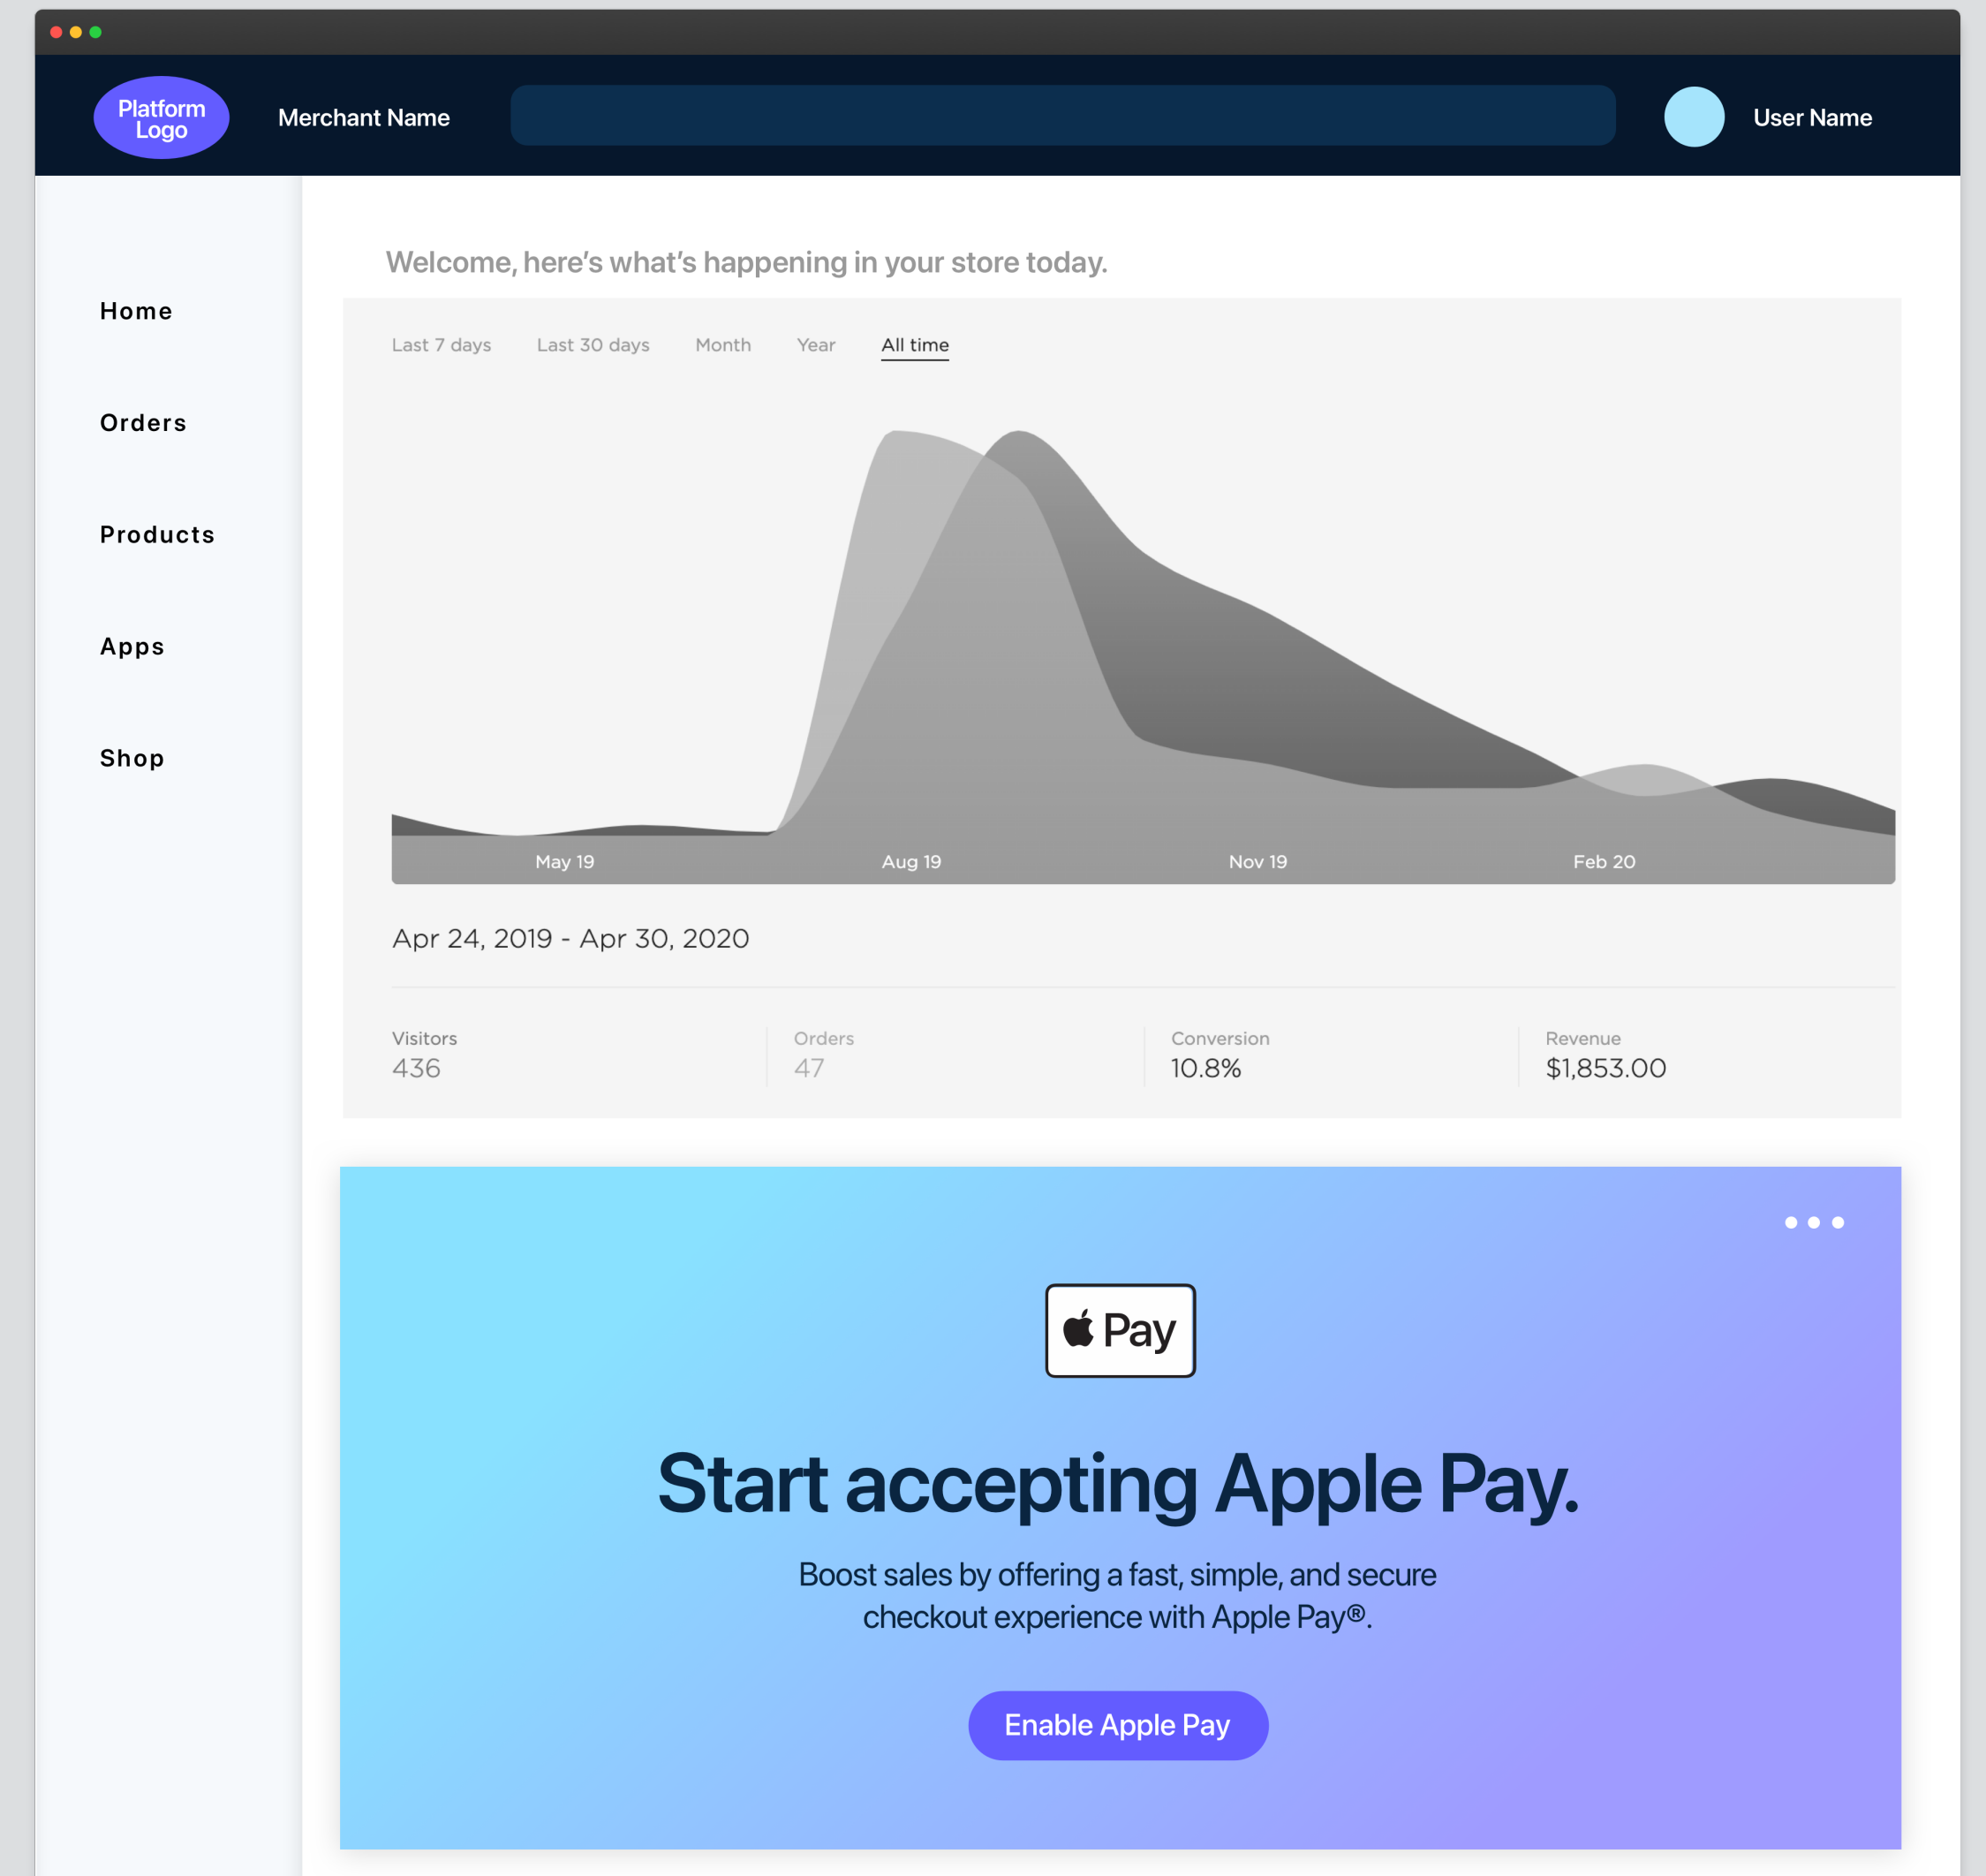 Platform
Logo
Merchant Name
User Name
Home
Orders
Products
Apps
Shop
Welcome, here’s what’s happening in your store today.
Last 7 days Last 30 days Month Year All time
May 19 Aug 19 Nov 19 Feb 20
Apr 24, 2019 - Apr 30, 2020
Visitors Orders Conversion Revenue
436 47 10.8% $1,853.00
Pay
Start accepting Apple Pay.
Boost sales by offering a fast, simple, and secure
checkout experience with Apple Pay®.
Enable Apple Pay